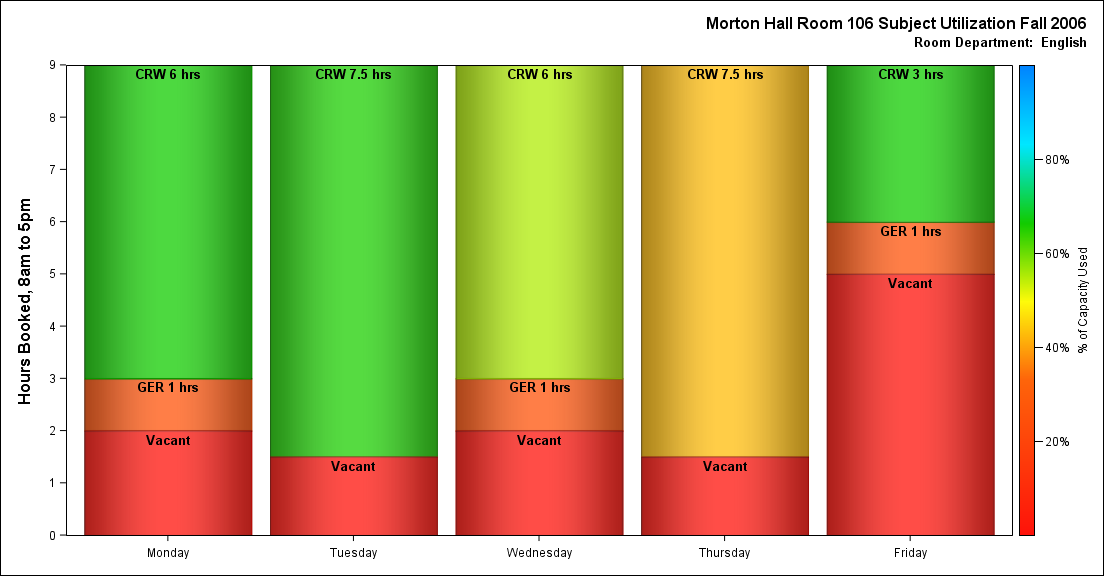 Morton Hall Room 106 Subject Utilization Fall 2006
Room Department:  English
Hours Booked, 8am to 5pm
9
8
7
6
5
4
3
2
1
0
CRW 6 hrs
GER 1 hrs
Vacant
CRW 7.5 hrs
Vacant
CRW 6 hrs
GER 1 hrs
Vacant
CRW 7.5 hrs
Vacant
CRW 3 hrs
GER 1 hrs
Vacant
Monday
Tuesday
Wednesday
Thursday
Friday
80%
60%
40%
20%
% of Capacity Used